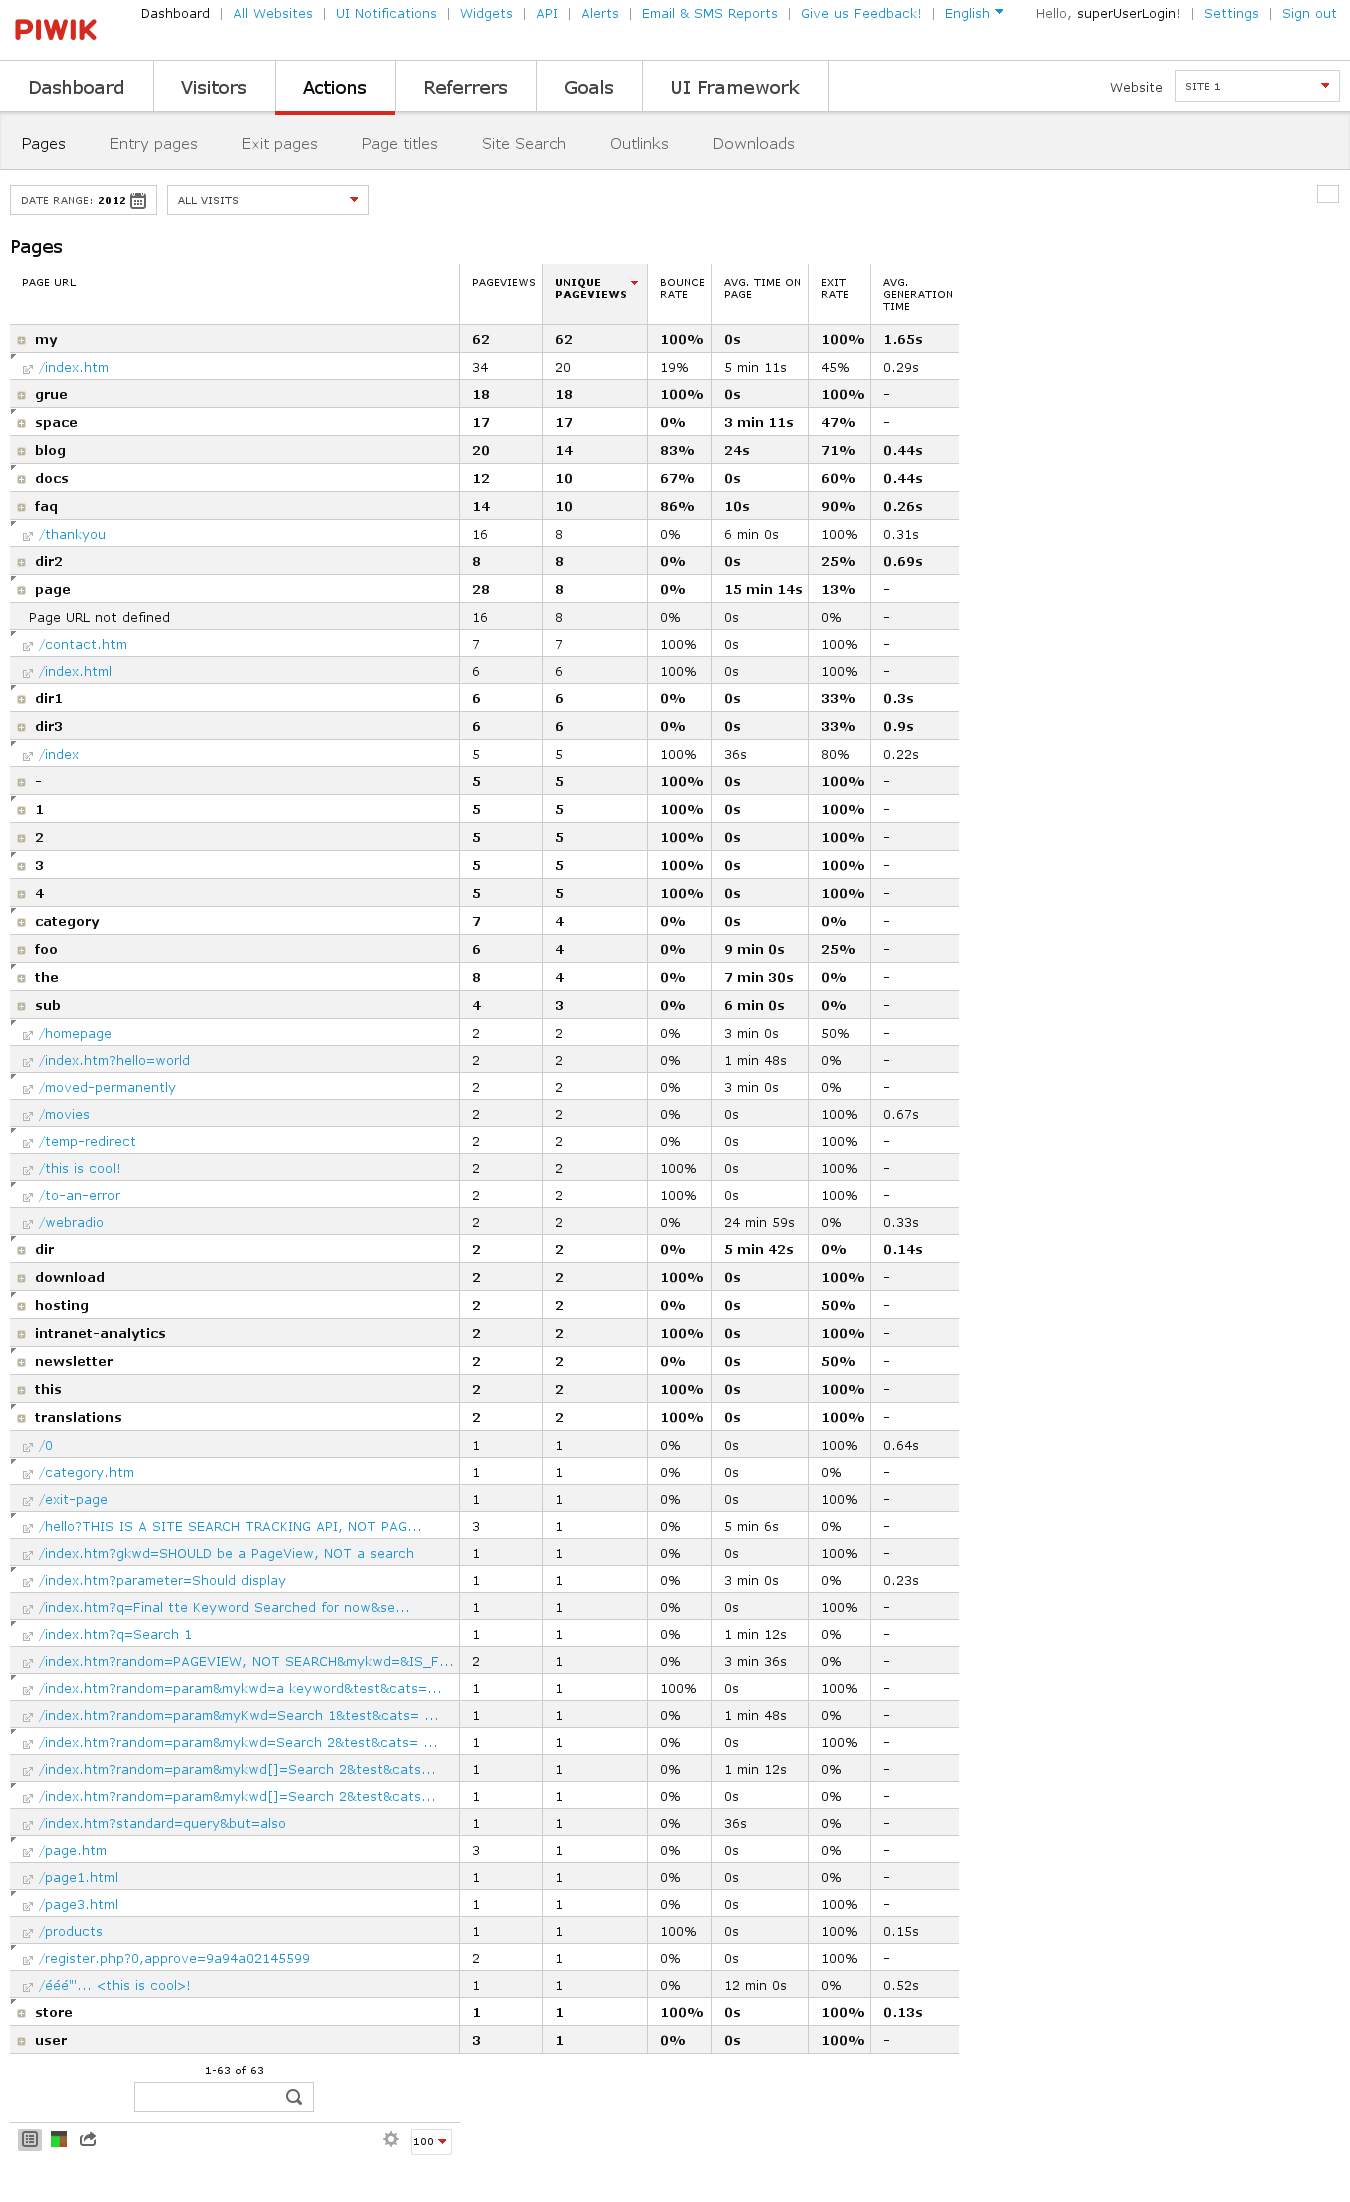 PIWIK
Dashboard | All Websites | UI Notifications | Widgets | API | Alerts | Email & SMS Reports | Give us Feedback! | English Hello, superUserLogin! | Settings | Sign out
Dashboard Visitors Actions Referrers Goals UI Framework Website SITE 1
Pages Entry pages Exit pages Page titles Site Search Outlinks Downloads
DATE RANGE: 2012 ALL VISITS
Pages
PAGE URL PAGEVIEWS UNIQUE PAGEVIEWS BOUNCE RATE AVG. TIME ON PAGE EXIT RATE AVG. GENERATION TIME
my 62 62 100% 0s 100% 1.65s
/index.htm 34 20 19% 5 min 11s 45% 0.29s
grue 18 18 100% 0s 100% -
space 17 17 0% 3 min 11s 47% -
blog 20 14 83% 24s 71% 0.44s
docs 12 10 67% 0s 60% 0.44s
faq 14 10 86% 10s 90% 0.26s
/thankyou 16 8 0% 6 min 0s 100% 0.31s
dir2 8 8 0% 0s 25% 0.69s
page 28 8 0% 15 min 14s 13% -
Page URL not defined 16 8 0% 0s 0% -
/contact.htm 7 7 100% 0s 100% -
/index.html 6 6 100% 0s 100% -
dir1 6 6 0% 0s 33% 0.3s
dir3 6 6 0% 0s 33% 0.9s
/index 5 5 100% 36s 80% 0.22s
- 5 5 100% 0s 100% -
1 5 5 100% 0s 100% -
2 5 5 100% 0s 100% -
3 5 5 100% 0s 100% -
4 5 5 100% 0s 100% -
category 7 4 0% 0s 0% -
foo 6 4 0% 9 min 0s 25% -
the 8 4 0% 7 min 30s 0% -
sub 4 3 0% 6 min 0s 0% -
/homepage 2 2 0% 3 min 0s 50% -
/index.htm?hello=world 2 2 0% 1 min 48s 0% -
/moved-permanently 2 2 0% 3 min 0s 0% -
/movies 2 2 0% 0s 100% 0.67s
/temp-redirect 2 2 0% 0s 100% -
/this is cool! 2 2 100% 0s 100% -
/to-an-error 2 2 100% 0s 100% -
/webradio 2 2 0% 24 min 59s 0% 0.33s
dir 2 2 0% 5 min 42s 0% 0.14s
download 2 2 100% 0s 100% -
hosting 2 2 0% 0s 50% -
intranet-analytics 2 2 100% 0s 100% -
newsletter 2 2 0% 0s 50% -
this 2 2 100% 0s 100% -
translations 2 2 100% 0s 100% -
/0 1 1 0% 0s 100% 0.64s
/category.htm 1 1 0% 0s 0% -
/exit-page 1 1 0% 0s 100% -
/hello?THIS IS A SITE SEARCH TRACKING API, NOT PAG... 3 1 0% 5 min 6s 0% -
/index.htm?gkwd=SHOULD be a PageView, NOT a search 1 1 0% 0s 100% -
/index.htm?parameter=Should display 1 1 0% 3 min 0s 0% 0.23s
/index.htm?q=Final tte Keyword Searched for now&se... 1 1 0% 0s 100% -
/index.htm?q=Search 1 1 1 0% 1 min 12s 0% -
/index.htm?random=PAGEVIEW, NOT SEARCH&mykwd=&IS_F... 2 1 0% 3 min 36s 0% -
/index.htm?random=param&mykwd=a keyword&test&cats=... 1 1 100% 0s 100% -
/index.htm?random=param&myKwd=Search 1&test&cats= ... 1 1 0% 1 min 48s 0% -
/index.htm?random=param&mykwd=Search 2&test&cats= ... 1 1 0% 0s 100% -
/index.htm?random=param&mykwd[]=Search 2&test&cats... 1 1 0% 1 min 12s 0% -
/index.htm?random=param&mykwd[]=Search 2&test&cats... 1 1 0% 0s 0% -
/index.htm?standard=query&but=also 1 1 0% 36s 0% -
/page.htm 3 1 0% 0s 0% -
/page1.html 1 1 0% 0s 0% -
/page3.html 1 1 0% 0s 100% -
/products 1 1 100% 0s 100% 0.15s
/register.php?0,approve=9a94a02145599 2 1 0% 0s 100% -
/ééé"'... <this is cool>! 1 1 0% 12 min 0s 0% 0.52s
store 1 1 100% 0s 100% 0.13s
user 3 1 0% 0s 100% -
1-63 of 63
100